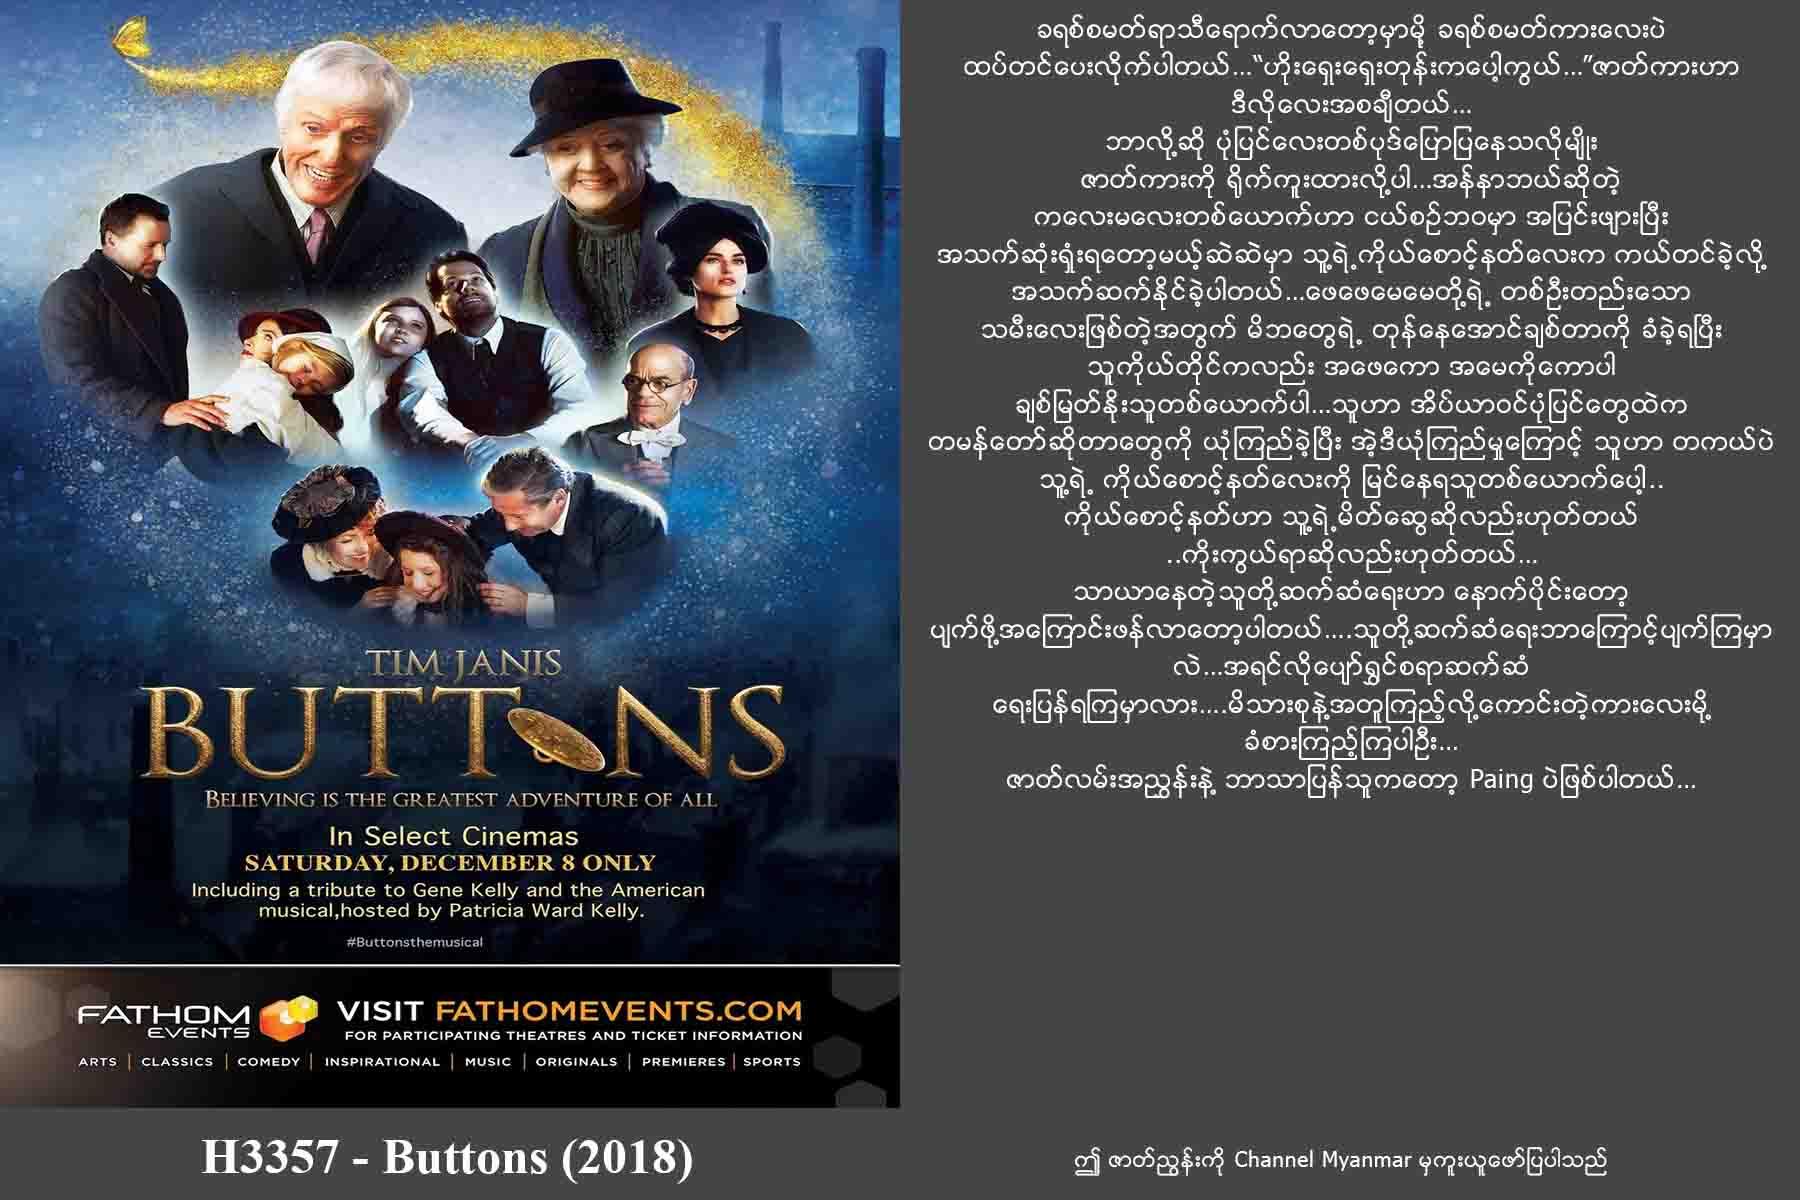 TIM JANIS
BUTTONS
BELIEVING IS THE GREATEST ADVENTURE OF ALL
In Select Cinemas
SATURDAY, DECEMBER 8 ONLY
Including a tribute to Gene Kelly and the American
musical,hosted by Patricia Ward Kelly.
#Buttonsthemusical
FATHOM
EVENTS
VISIT FATHOMEVENTS.COM
FOR PARTICIPATING THEATRES AND TICKET INFORMATION
ARTS | CLASSICS | COMEDY | INSPIRATIONAL | MUSIC | ORIGINALS | PREMIERES | SPORTS
H3357 - Buttons (2018)
ခရစ်စမတ်ရာသီရောက်လာတော့မှာမို့ ခရစ်စမတ်ကားလေးပဲ
ထပ်တင်ပေးလိုက်ပါတယ်...“ဟိုးရှေးရှေးတုန်းကပေါ့ကွယ်...”ဇာတ်ကားဟာ
ဒီလိုလေးအစချီတယ်...
ဘာလို့ဆို ပုံပြင်လေးတစ်ပုဒ်ပြောပြနေသလိုမျိုး
ဇာတ်ကားကို ရိုက်ကူးထားလို့ပါ...အန်နာဘယ်ဆိုတဲ့
ကလေးမလေးတစ်ယောက်ဟာ ငယ်စဉ်ဘဝမှာ အပြင်းဖျားပြီး
အသက်ဆုံးရှုံးရတော့မယ့်ဆဲဆဲမှာ သူ့ရဲ့ကိုယ်စောင့်နတ်လေးက ကယ်တင်ခဲ့လို့
အသက်ဆက်နိုင်ခဲ့ပါတယ်...ဖေဖေမေမေတို့ရဲ့ တစ်ဦးတည်းသော
သမီးလေးဖြစ်တဲ့အတွက် မိဘတွေရဲ့ တုန်နေအောင်ချစ်တာကို ခံခဲ့ရပြီး
သူကိုယ်တိုင်ကလည်း အဖေကော အမေကိုကောပါ
ချစ်မြတ်နိုးသူတစ်ယောက်ပါ...သူဟာ အိပ်ယာဝင်ပုံပြင်တွေထဲက
တမန်တော်ဆိုတာတွေကို ယုံကြည်ခဲ့ပြီး အဲ့ဒီယုံကြည်မှုကြောင့် သူဟာ တကယ်ပဲ
သူ့ရဲ့ ကိုယ်စောင့်နတ်လေးကို မြင်နေရသူတစ်ယောက်ပေါ့..
ကိုယ်စောင့်နတ်ဟာ သူ့ရဲ့မိတ်ဆွေဆိုလည်းဟုတ်တယ်
..ကိုးကွယ်ရာဆိုလည်းဟုတ်တယ်...
သာယာနေတဲ့သူတို့ဆက်ဆံရေးဟာ နောက်ပိုင်းတော့
ပျက်ဖို့အကြောင်းဖန်လာတော့ပါတယ်....သူတို့ဆက်ဆံရေးဘာကြောင့်ပျက်ကြမှာ
လဲ...အရင်လိုပျော်ရွှင်စရာဆက်ဆံ
ရေးပြန်ရကြမှာလား....မိသားစုနဲ့အတူကြည့်လို့ကောင်းတဲ့ကားလေးမို့
ခံစားကြည့်ကြပါဦး...
ဇာတ်လမ်းအညွှန်းနဲ့ ဘာသာပြန်သူကတော့ Paing ပဲဖြစ်ပါတယ်...
ဤ ဇာတ်ညွှန်းကို Channel Myanmar မှကူးယူဖော်ပြပါသည်